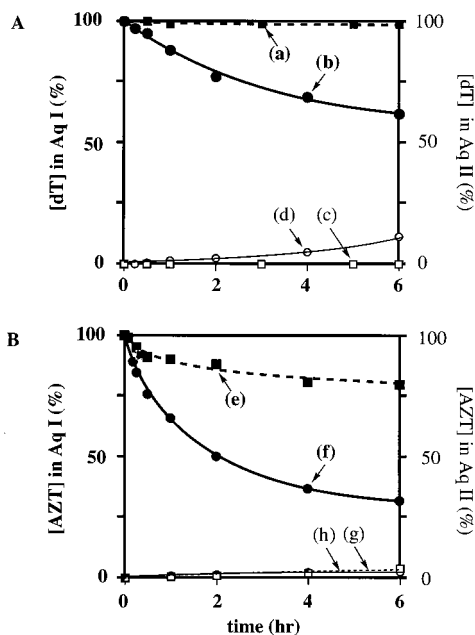 A
100
50
0
[dT] in Aq I (%)
(a)
(b)
(d)
(c)
100
50
0
[dT] in Aq II (%)
0
2
4
6
B
100
50
0
[AZT] in Aq I (%)
(e)
(f)
(h)
(g)
100
50
0
[AZT] in Aq II (%)
0
2
4
6
time (hr)